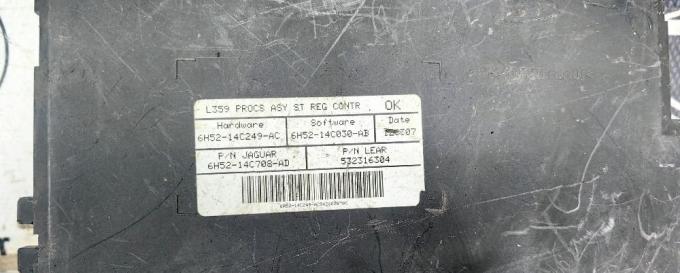 L359 PROCS ASY ST REG CONTR OK
Hardware Software Date
6H52-14C249-AC 6H52-14C030-AB
P/N JAGUAR P/N LEAR
6H52-14C708-AD 532316304